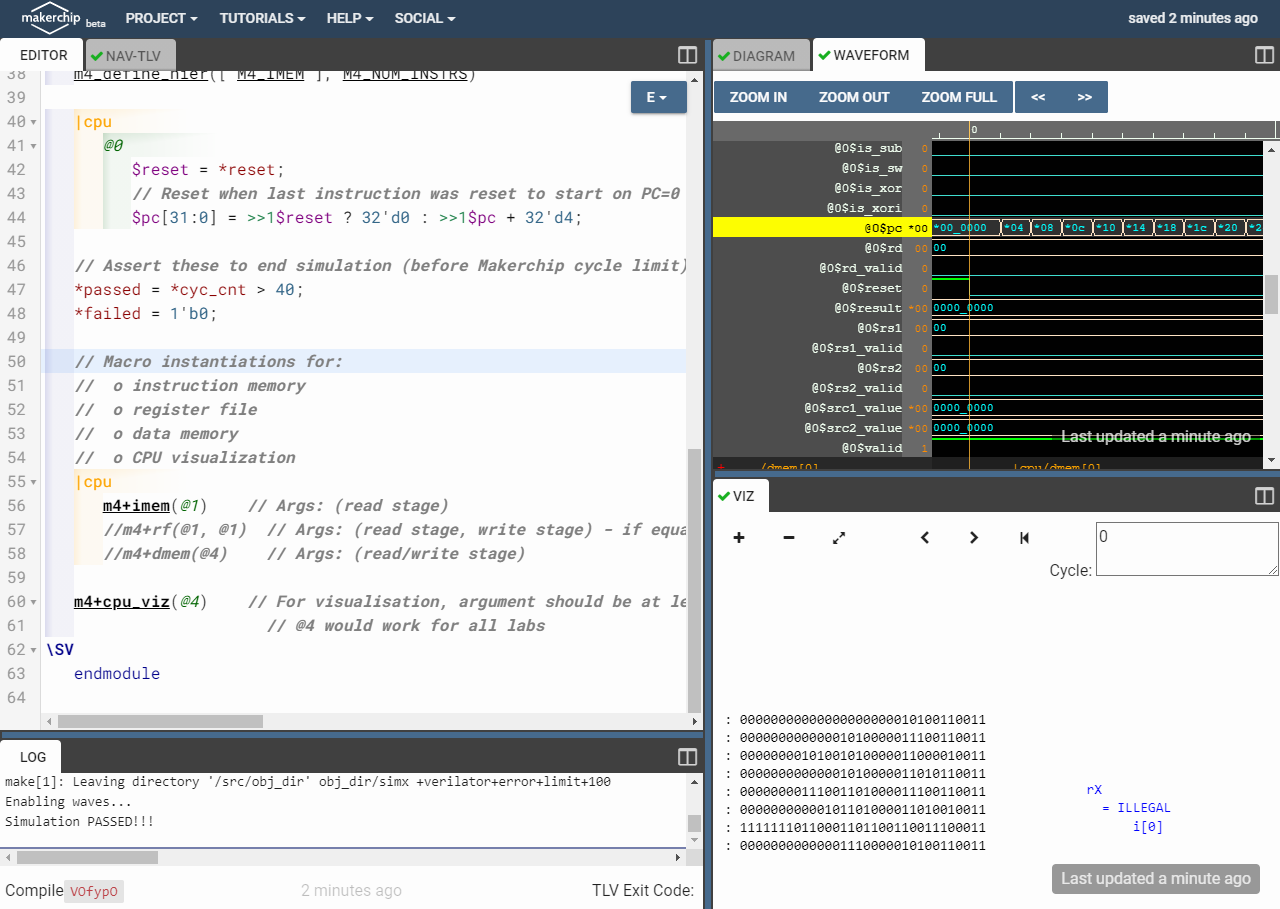 makerchip beta PROJECT TUTORIALS HELP SOCIAL saved 2 minutes ago
EDITOR NAV-TLV
38 m4_define_hier(['M4_IMEM'], M4_NUM_INSTRS)
39
E
40 |cpu
41 @0
42 $reset = *reset;
43 // Reset when last instruction was reset to start on PC=0
44 $pc[31:0] = >>1$reset ? 32'd0 : >>1$pc + 32'd4;
45
46 // Assert these to end simulation (before Makerchip cycle limit)
47 *passed = *cyc_cnt > 40;
48 *failed = 1'b0;
49
50 // Macro instantiations for:
51 // o instruction memory
52 // o register file
53 // o data memory
54 // o CPU visualization
55 |cpu
56 m4+imem(@1) // Args: (read stage)
57 //m4+rf(@1, @1) // Args: (read stage, write stage) - if equa
58 //m4+dmem(@4) // Args: (read/write stage)
59
60 m4+cpu_viz(@4) // For visualisation, argument should be at le
61 // @4 would work for all labs
62 \SV
63 endmodule
64
LOG
make[1]: Leaving directory '/src/obj_dir' obj_dir/simx +verilator+error+limit+100
Enabling waves...
Simulation PASSED!!!
Compile VOfyp0 2 minutes ago TLV Exit Code:
DIAGRAM WAVEFORM
ZOOM IN ZOOM OUT ZOOM FULL << >>
0
@0$is_sub 0
@0$is_sw 0
@0$is_xor 0
@0$is_xori 0
@0$pc *00 *00_0000 *04 *08 *0c *10 *14 *18 *1c *20 *2
@0$rd 00 00
@0$rd_valid 0
@0$reset 0
@0$result *00 0000_0000
@0$rs1 00 00
@0$rs1_valid 0
@0$rs2 00 00
@0$rs2_valid 0
@0$src1_value *00 0000_0000
@0$src2_value *00 0000_0000
Last updated a minute ago
@0$valid 1
+ /dmem[0] |cpu/dmem[0]
VIZ
Cycle: 0
: 00000000000000000000010100110011
: 00000000000001010000011100110011
: 00000000101001010000011000010011
: 00000000000001010000011010110011
: 00000000111001101000011100110011
: 00000000000101101000011010010011
: 11111110110001101100110011100011
: 00000000000001110000010100110011
rX
= ILLEGAL
i[0]
Last updated a minute ago